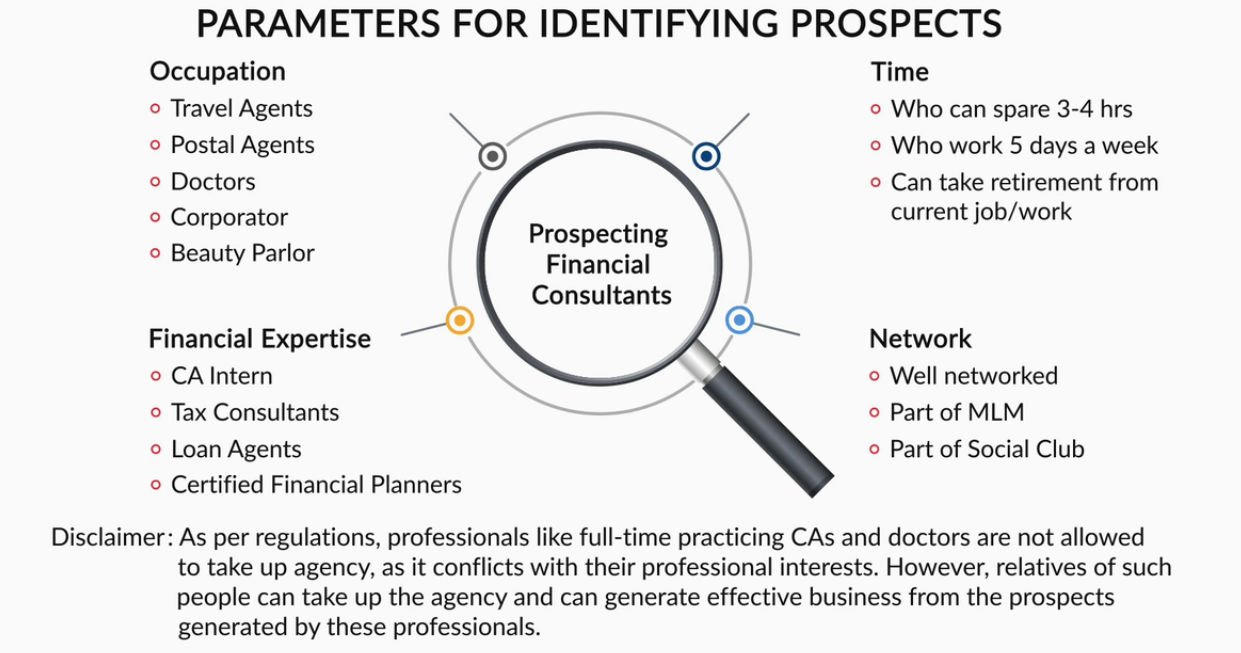 PARAMETERS FOR IDENTIFYING PROSPECTS
Occupation
Travel Agents
Postal Agents
Doctors
Corporator
Beauty Parlor
Time
Who can spare 3-4 hrs
Who work 5 days a week
Can take retirement from
current job/work
Prospecting
Financial
Consultants
Financial Expertise
CA Intern
Tax Consultants
Loan Agents
Certified Financial Planners
Network
Well networked
Part of MLM
Part of Social Club
Disclaimer: As per regulations, professionals like full-time practicing CAs and doctors are not allowed
to take up agency, as it conflicts with their professional interests. However, relatives of such
people can take up the agency and can generate effective business from the prospects
generated by these professionals.